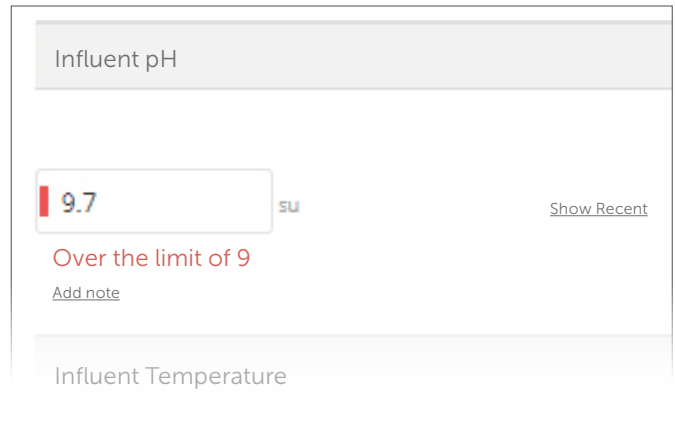 Influent pH
9.7 su Show Recent
Over the limit of 9
Add note
Influent Temperature